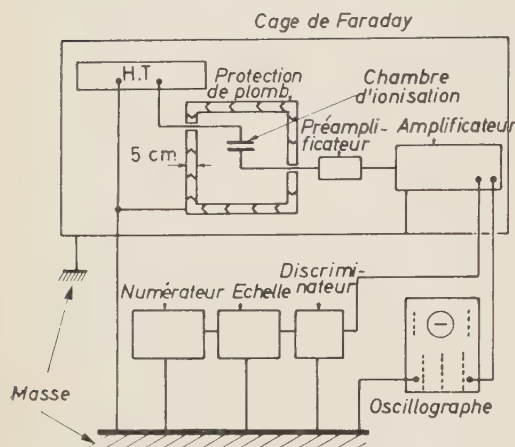 Cage de Faraday
H.T
Protection
de plomb
Chambre
d'ionisation
Préampli-
ficateur
Amplificateur
5 cm
Discrimi-
nateur
Numérateur
Echelle
Masse
Oscillographe